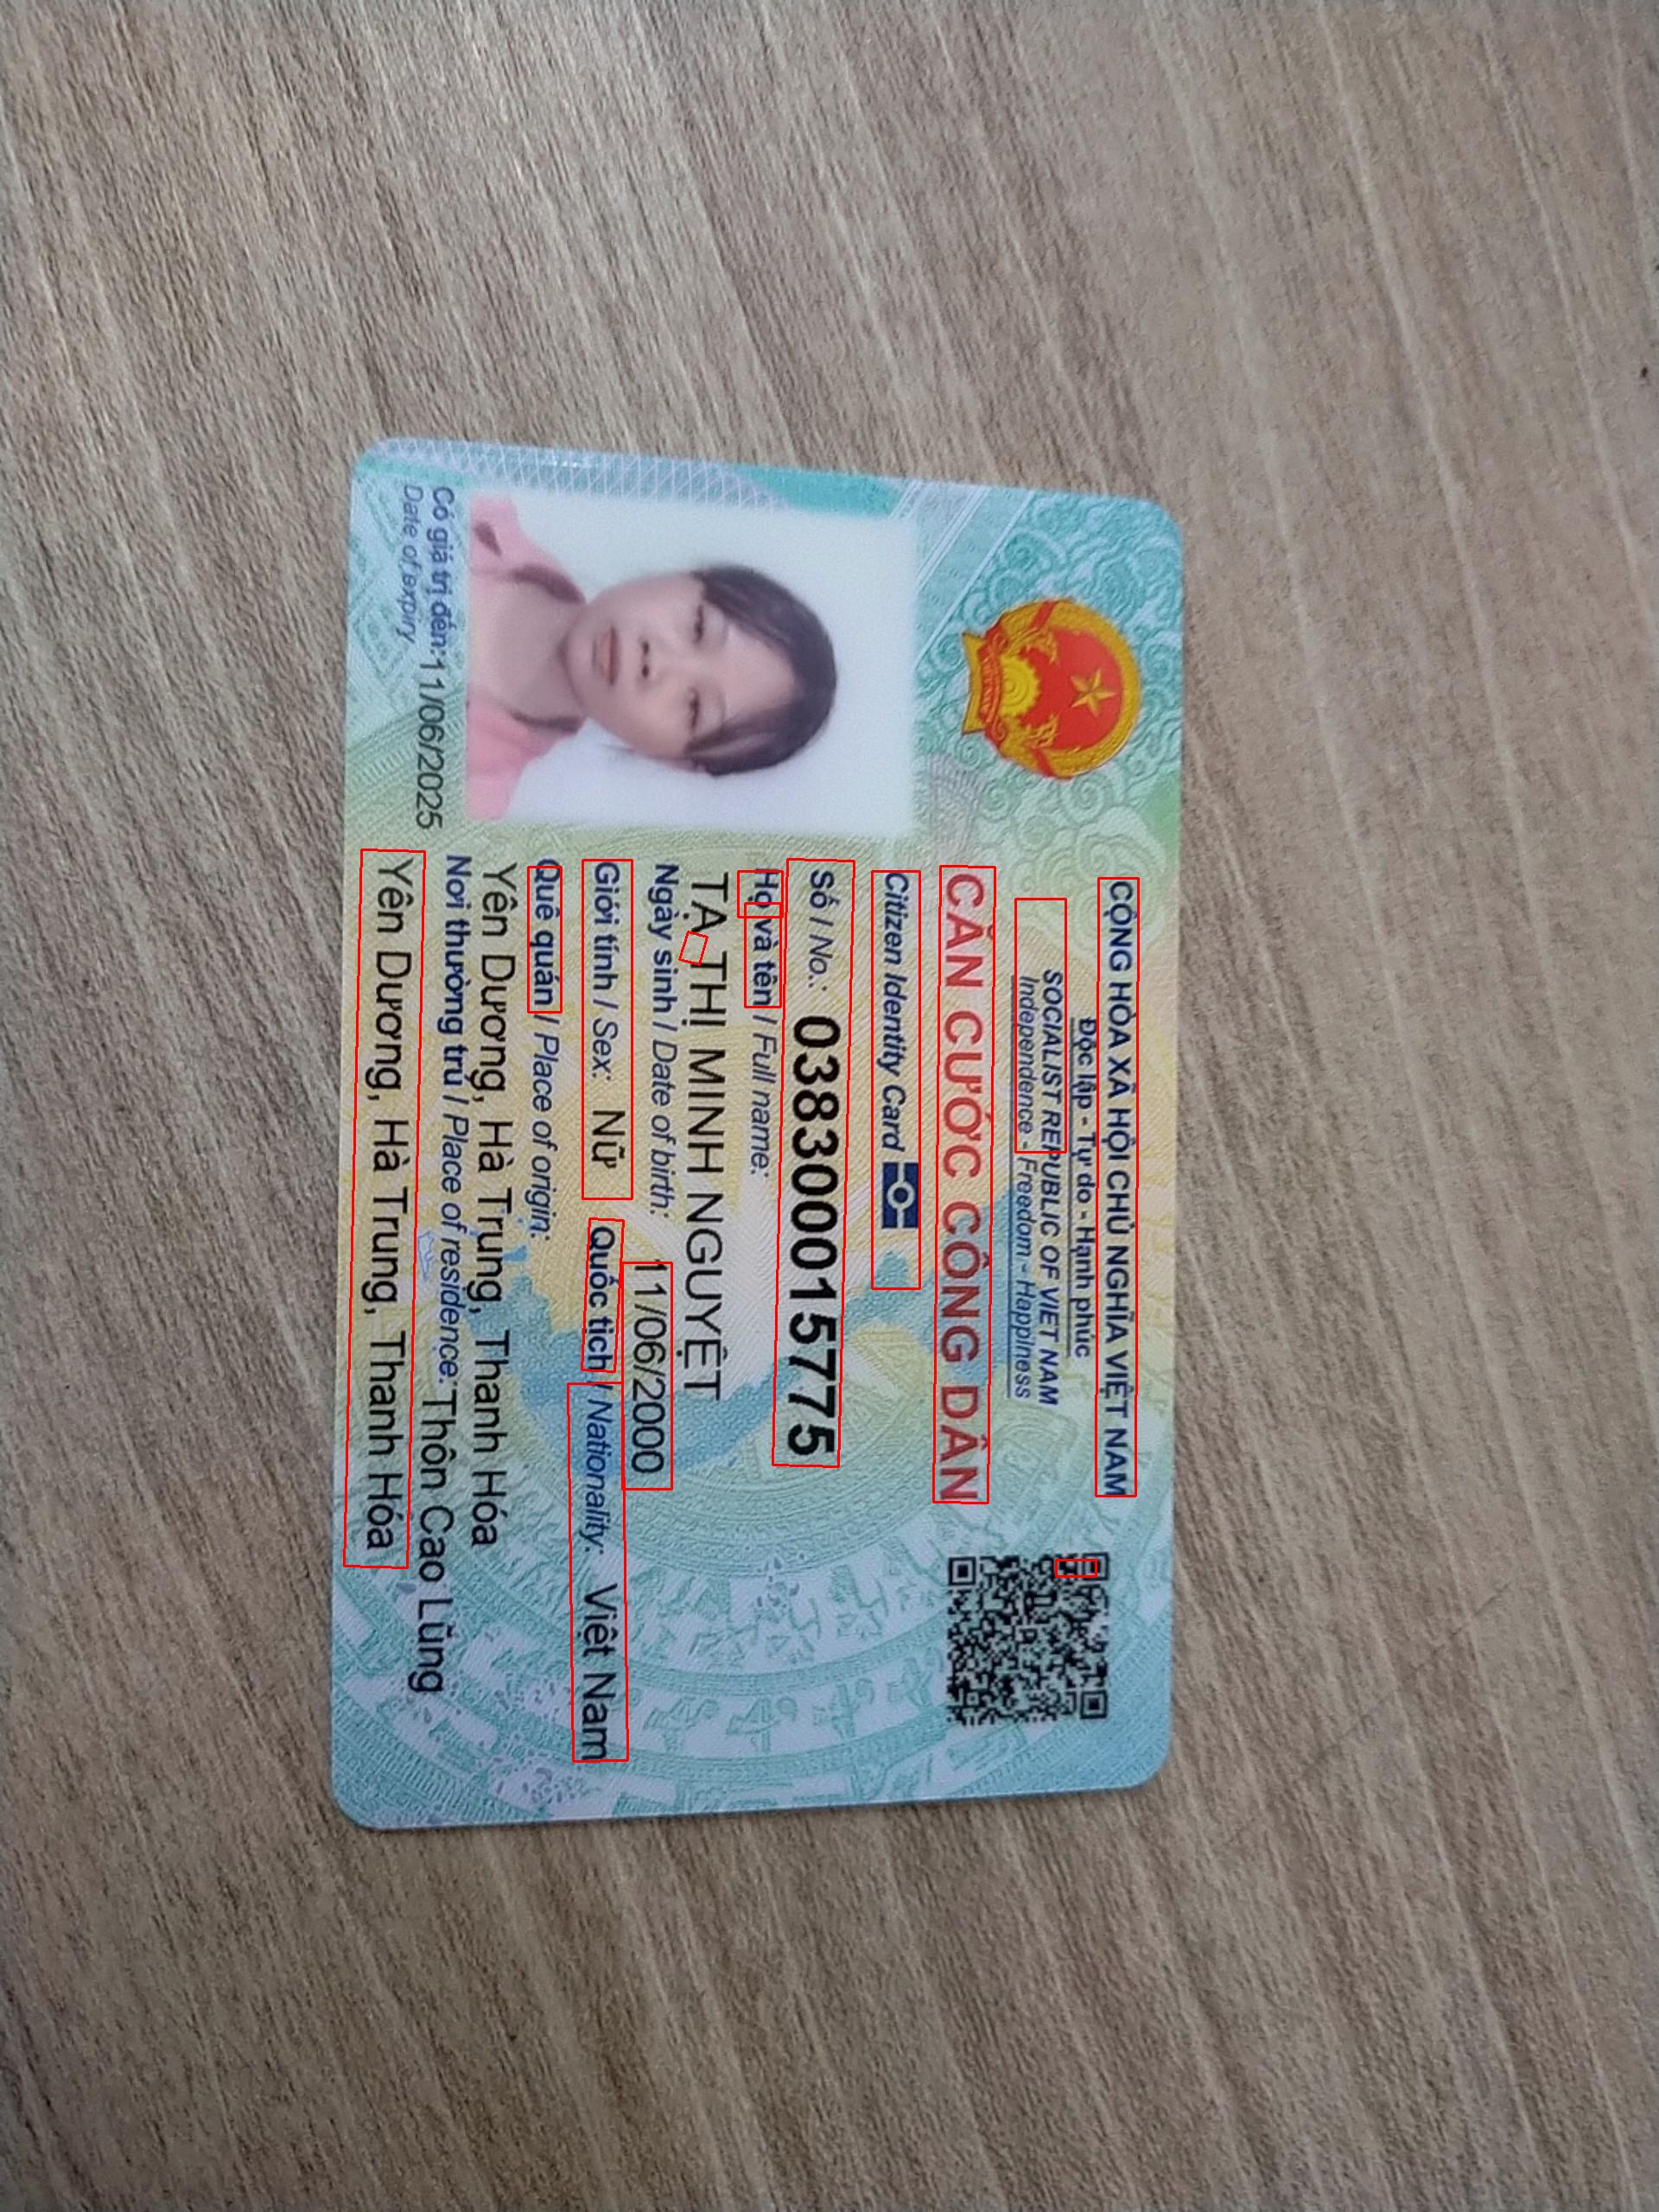 CỘNG HÒA XÃ HỘI CHỦ NGHĨA VIỆT NAM
Độc lập - Tự do - Hạnh phúc
SOCIALIST REPUBLIC OF VIET NAM
Independence - Freedom - Happiness
CĂN CƯỚC CÔNG DÂN
Citizen Identity Card
Số / No.: 038300015775
Họ và tên / Full name:
TẠ THỊ MINH NGUYỆT
Ngày sinh / Date of birth: 11/06/2000
Giới tính / Sex: Nữ Quốc tịch / Nationality: Việt Nam
Quê quán / Place of origin:
Yên Dương, Hà Trung, Thanh Hóa
Nơi thường trú / Place of residence: Thôn Cao Lũng
Yên Dương, Hà Trung, Thanh Hóa
Có giá trị đến: 11/06/2025
Date of expiry